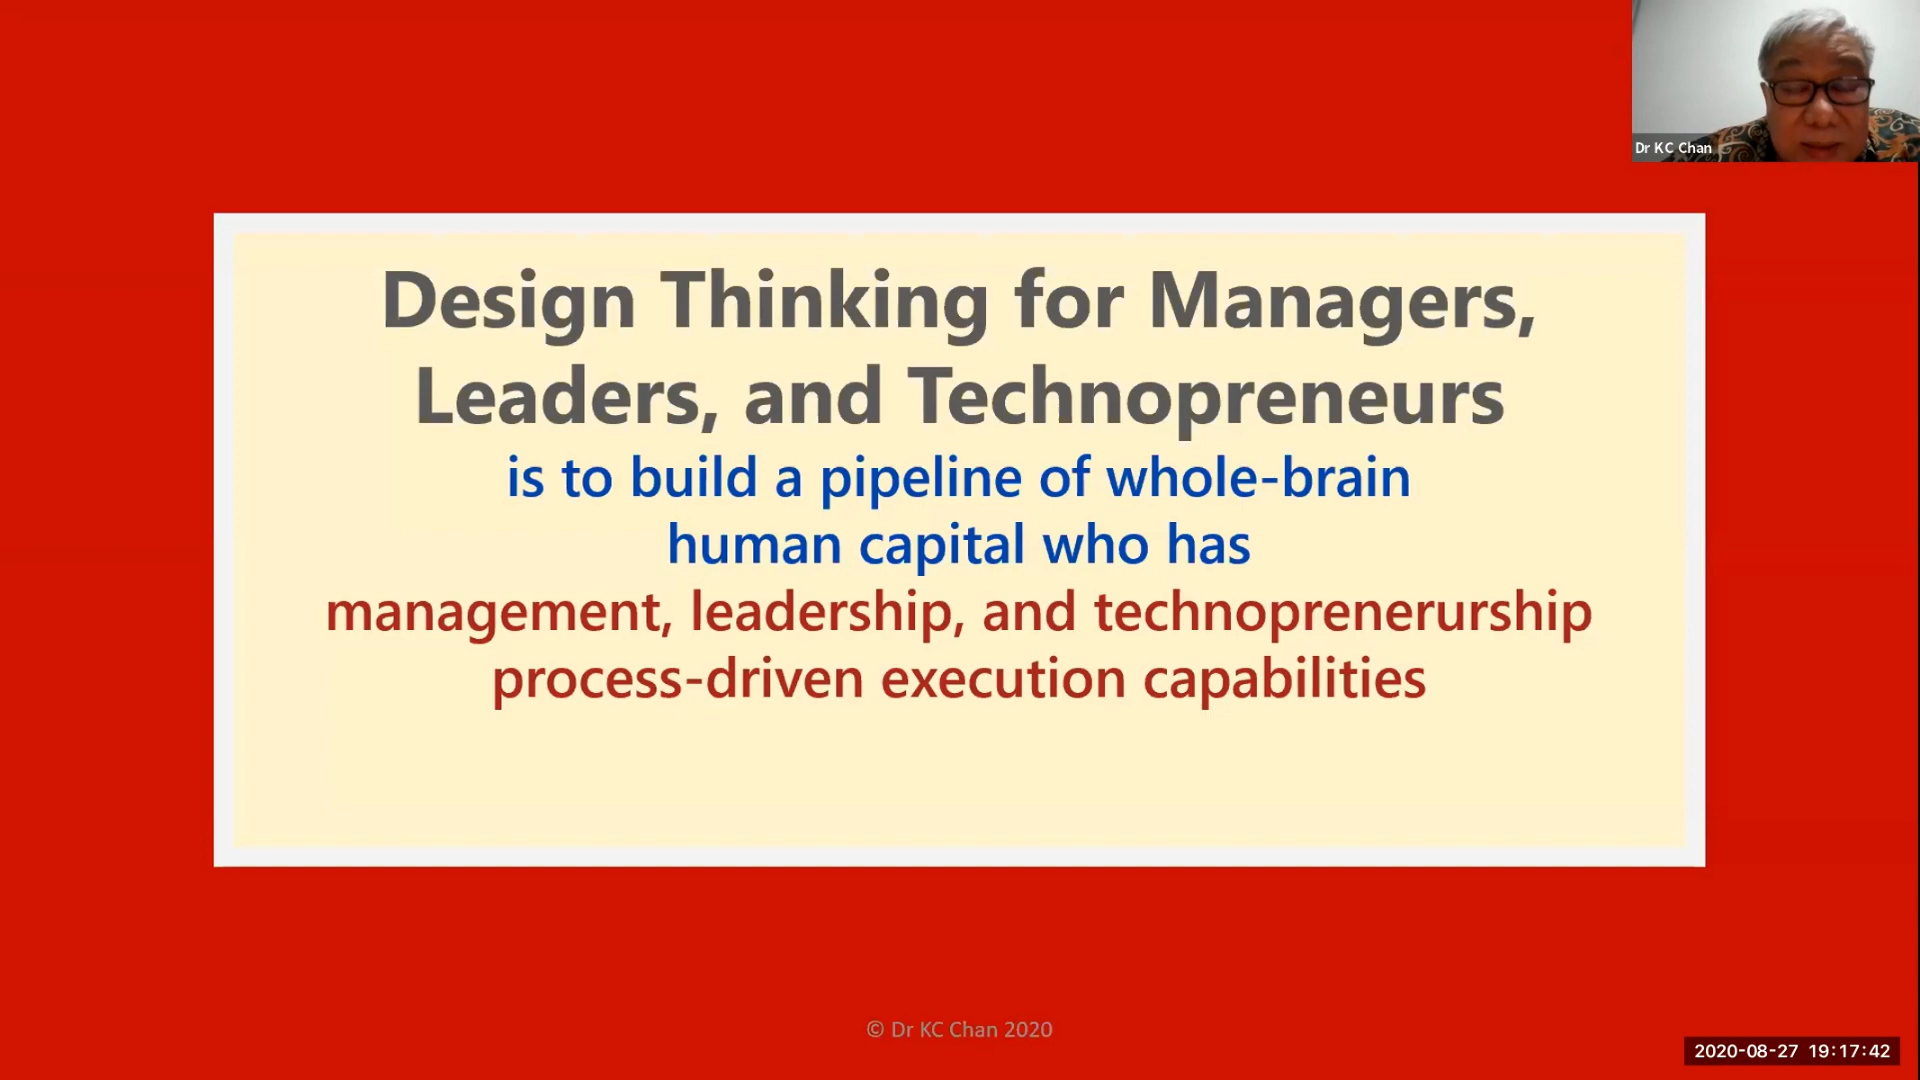 Dr KC Chan
Design Thinking for Managers,
Leaders, and Technopreneurs
is to build a pipeline of whole-brain
human capital who has
management, leadership, and technoprenerurship
process-driven execution capabilities
© Dr KC Chan 2020
2020-08-27 19:17:42